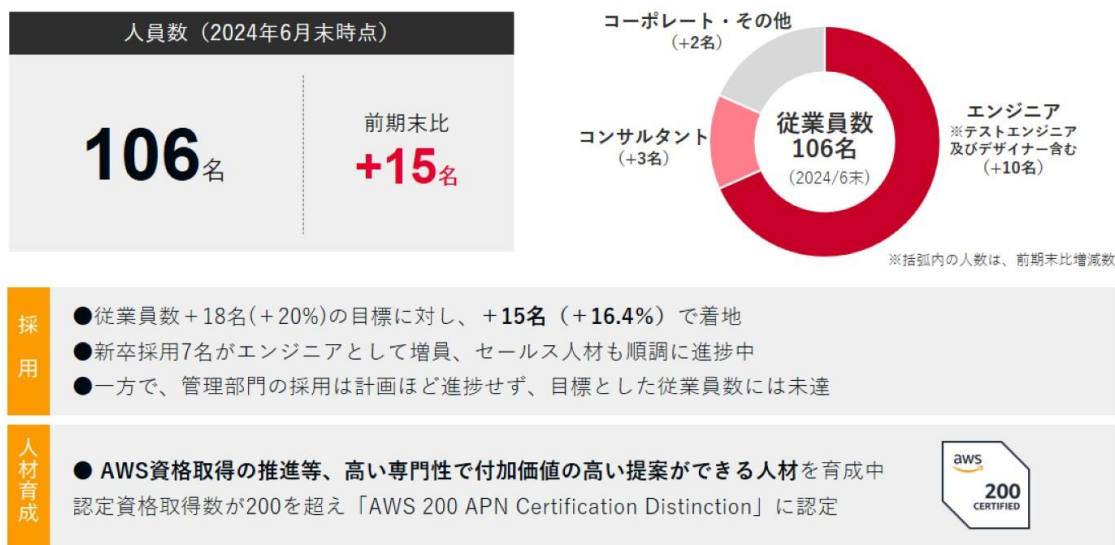 人員数（2024年6月末時点）
106名
前期末比
+15名
コーポレート・その他
（+2名）
コンサルタント
（+3名）
従業員数
106名
（2024/6末）
エンジニア
※テストエンジニア
及びデザイナー含む
（+10名）
※括弧内の人数は、前期末比増減数
採用
●従業員数＋18名(＋20%)の目標に対し、＋15名（＋16.4%）で着地
●新卒採用7名がエンジニアとして増員、セールス人材も順調に進捗中
●一方で、管理部門の採用は計画ほど進捗せず、目標とした従業員数には未達
人材育成
● AWS資格取得の推進等、高い専門性で付加価値の高い提案ができる人材を育成中
認定資格取得数が200を超え「AWS 200 APN Certification Distinction」に認定
aws
200
CERTIFIED